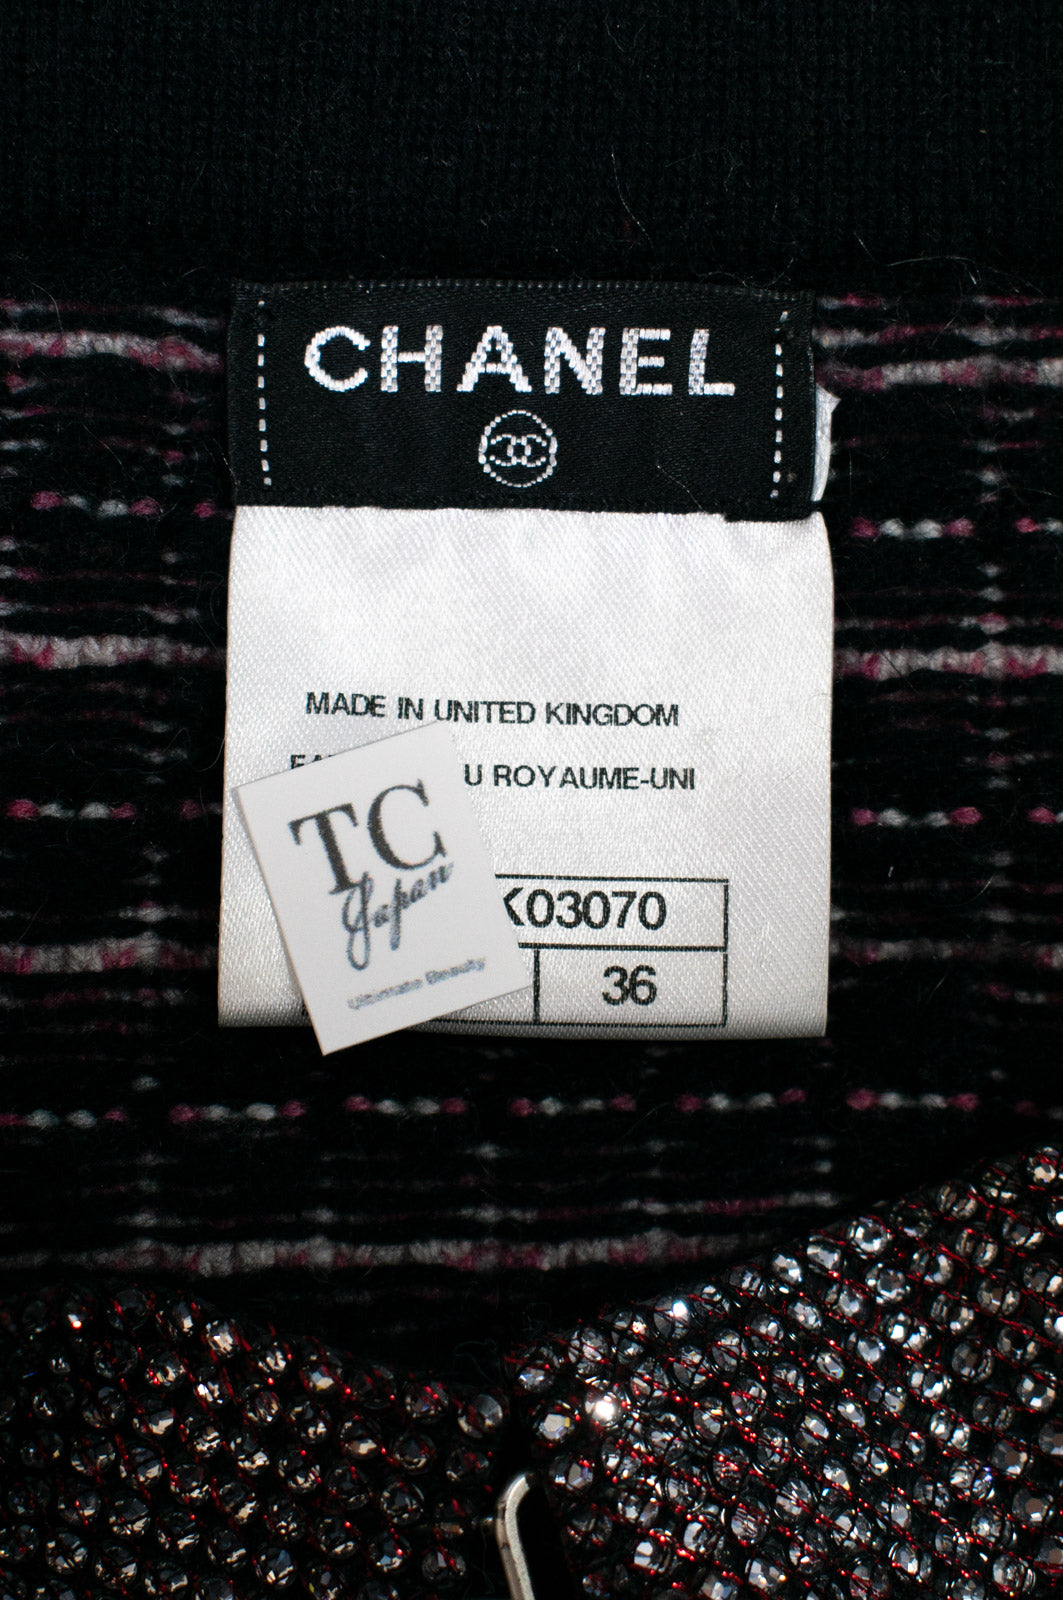 CHANEL
MADE IN UNITED KINGDOM
U ROYAUME-UNI
TC
Japan
Ultimate Beauty
K03070
36